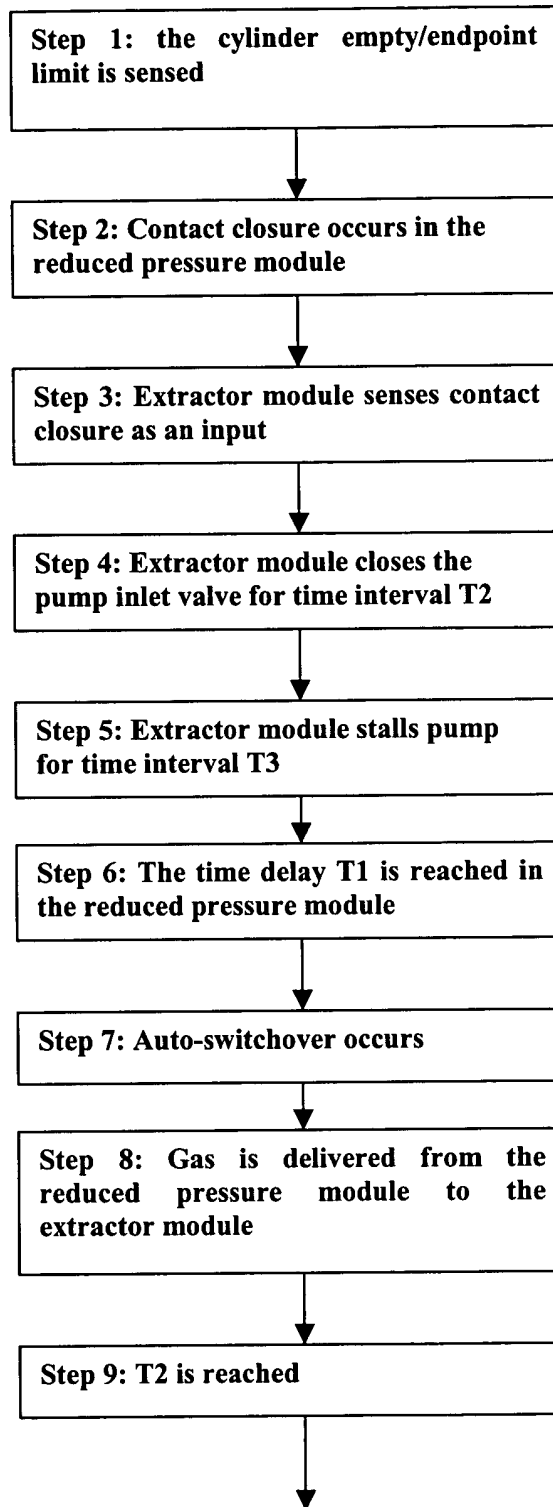 Step 1: the cylinder empty/endpoint
limit is sensed
Step 2: Contact closure occurs in the
reduced pressure module
Step 3: Extractor module senses contact
closure as an input
Step 4: Extractor module closes the
pump inlet valve for time interval T2
Step 5: Extractor module stalls pump
for time interval T3
Step 6: The time delay T1 is reached in
the reduced pressure module
Step 7: Auto-switchover occurs
Step 8: Gas is delivered from the
reduced pressure module to the
extractor module
Step 9: T2 is reached